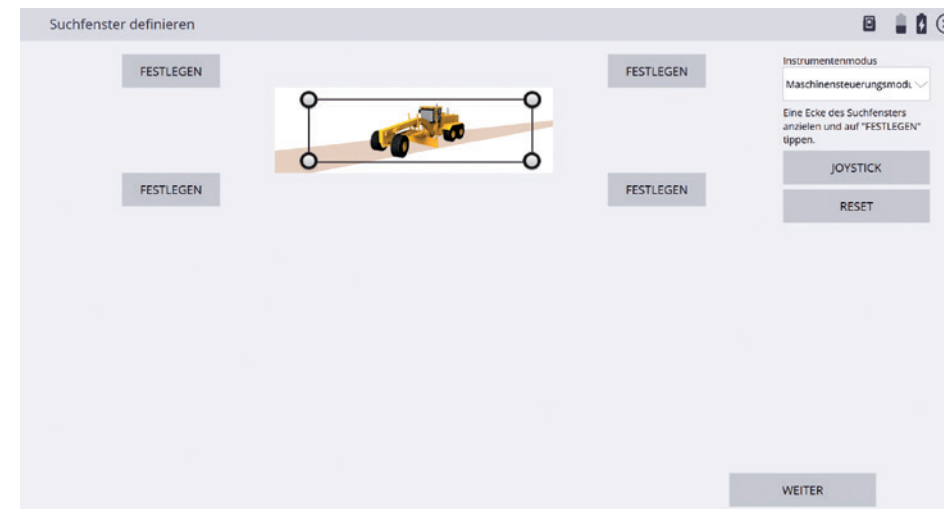 Suchfenster definieren
FESTLEGEN
FESTLEGEN
FESTLEGEN
FESTLEGEN
Instrumentenmodus
Maschinensteuerungsmodu
Eine Ecke des Suchfensters
anzielen und auf "FESTLEGEN"
tippen.
JOYSTICK
RESET
WEITER